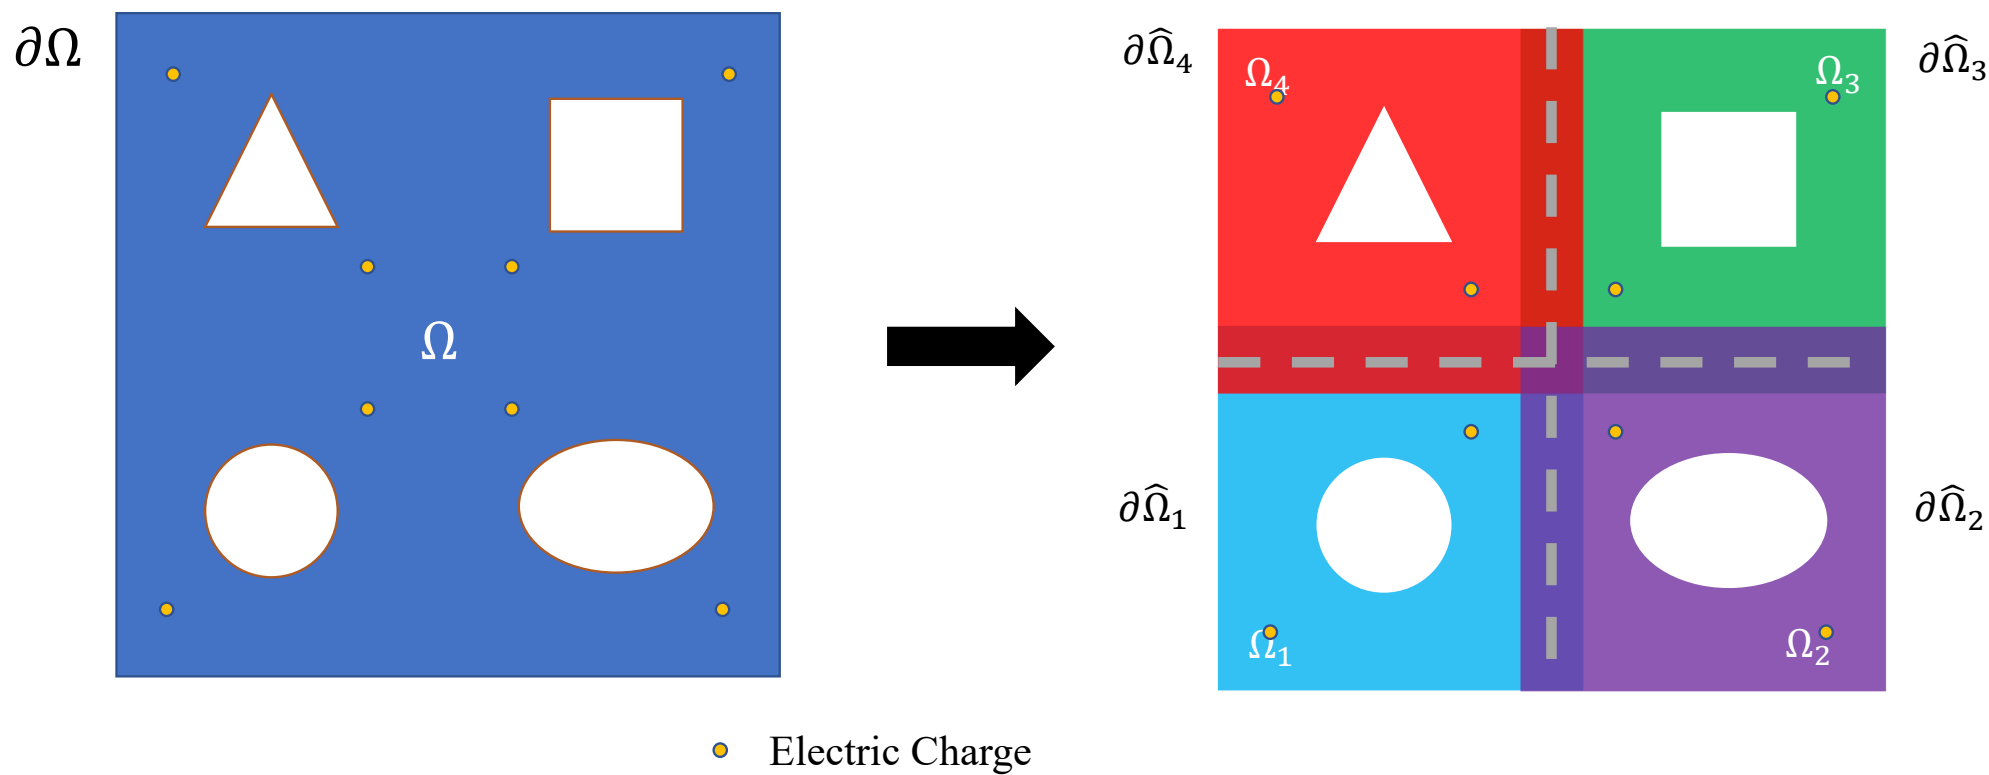 ∂Ω
Ω
∂Ω̂₄
Ω₄
Ω₃
∂Ω̂₃
∂Ω̂₁
Ω₁
Ω₂
∂Ω̂₂
Electric Charge